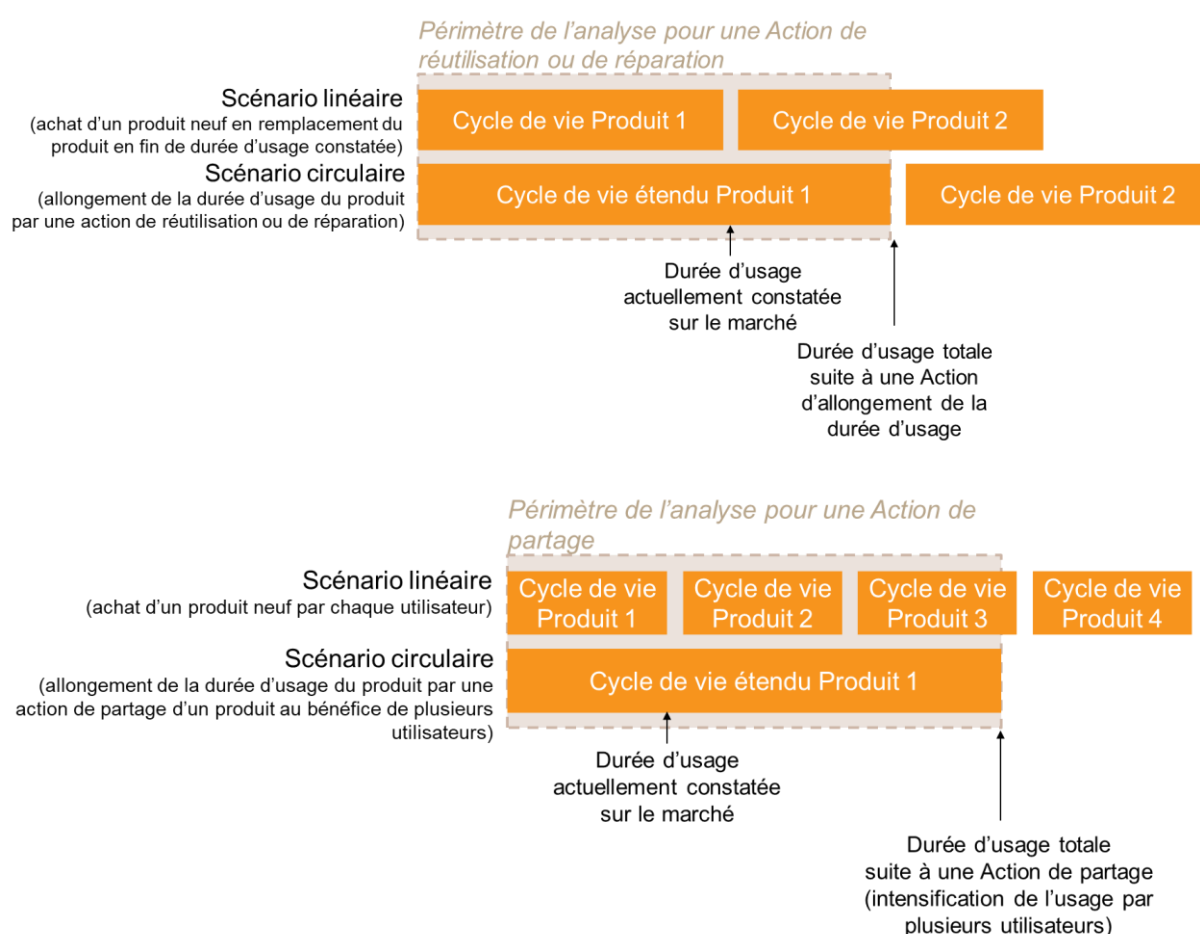 Périmètre de l’analyse pour une Action de
réutilisation ou de réparation
Scénario linéaire
(achat d’un produit neuf en remplacement du
produit en fin de durée d’usage constatée)
Cycle de vie Produit 1
Cycle de vie Produit 2
Scénario circulaire
(allongement de la durée d’usage du produit
par une action de réutilisation ou de réparation)
Cycle de vie étendu Produit 1
Cycle de vie Produit 2
Durée d’usage
actuellement constatée
sur le marché
Durée d’usage totale
suite à une Action
d’allongement de la
durée d’usage
Périmètre de l’analyse pour une Action de
partage
Scénario linéaire
(achat d’un produit neuf par chaque utilisateur)
Cycle de vie
Produit 1
Cycle de vie
Produit 2
Cycle de vie
Produit 3
Cycle de vie
Produit 4
Scénario circulaire
(allongement de la durée d’usage du produit par une
action de partage d’un produit au bénéfice de plusieurs
utilisateurs)
Cycle de vie étendu Produit 1
Durée d’usage
actuellement constatée
sur le marché
Durée d’usage totale
suite à une Action de partage
(intensification de l’usage par
plusieurs utilisateurs)